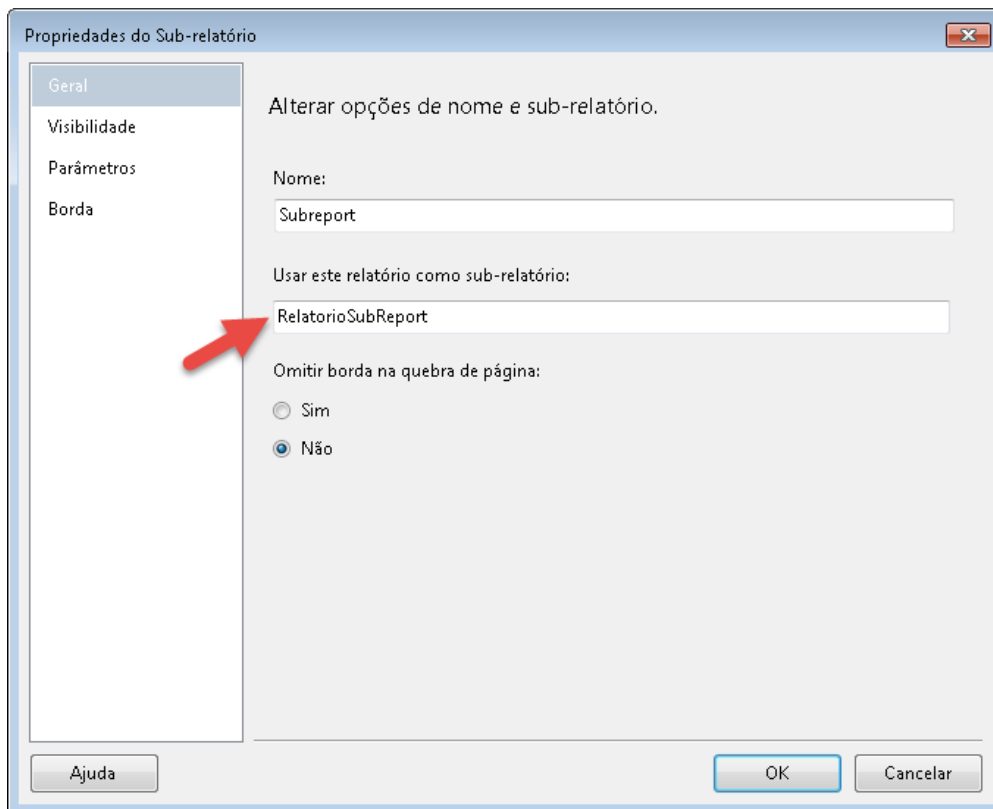 Propriedades do Sub-relatório
Geral
Visibilidade
Parâmetros
Borda
Alterar opções de nome e sub-relatório.
Nome:
Subreport
Usar este relatório como sub-relatório:
RelatorioSubReport
Omitir borda na quebra de página:
Sim
Não
Ajuda
OK
Cancelar